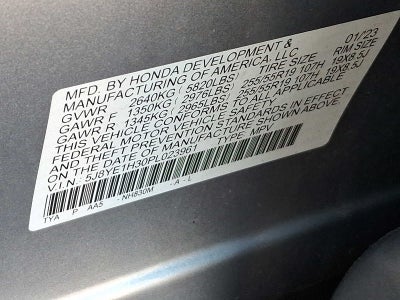 MFD. BY HONDA DEVELOPMENT & 01/23
MANUFACTURING OF AMERICA, LLC
GVWR 2640KG (5820LBS) TIRE SIZE RIM SIZE
GAWR F 1350KG (2976LBS) 255/55R19 107H 19X8.5J
GAWR R 1345KG (2965LBS) 255/55R19 107H 19X8.5J
THIS VEHICLE CONFORMS TO ALL APPLICABLE
FEDERAL MOTOR VEHICLE SAFETY
AND THEFT PREVENTION STANDARDS IN EFFECT
ON THE DATE OF MANUFACTURE SHOWN ABOVE.
V.I.N.: 5J8YE1H30PL023961 TYPE: MPV
TYA P AA5 - NH830M - A - L